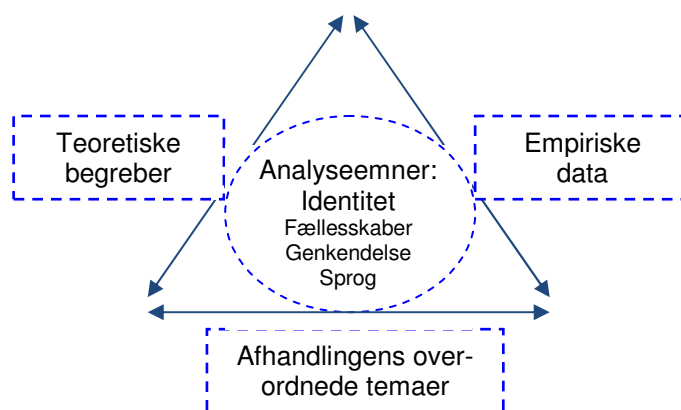 Teoretiske
begreber
Analyseemner:
Identitet
Fællesskaber
Genkendelse
Sprog
Empiriske
data
Afhandlingens over-
ordnede temaer